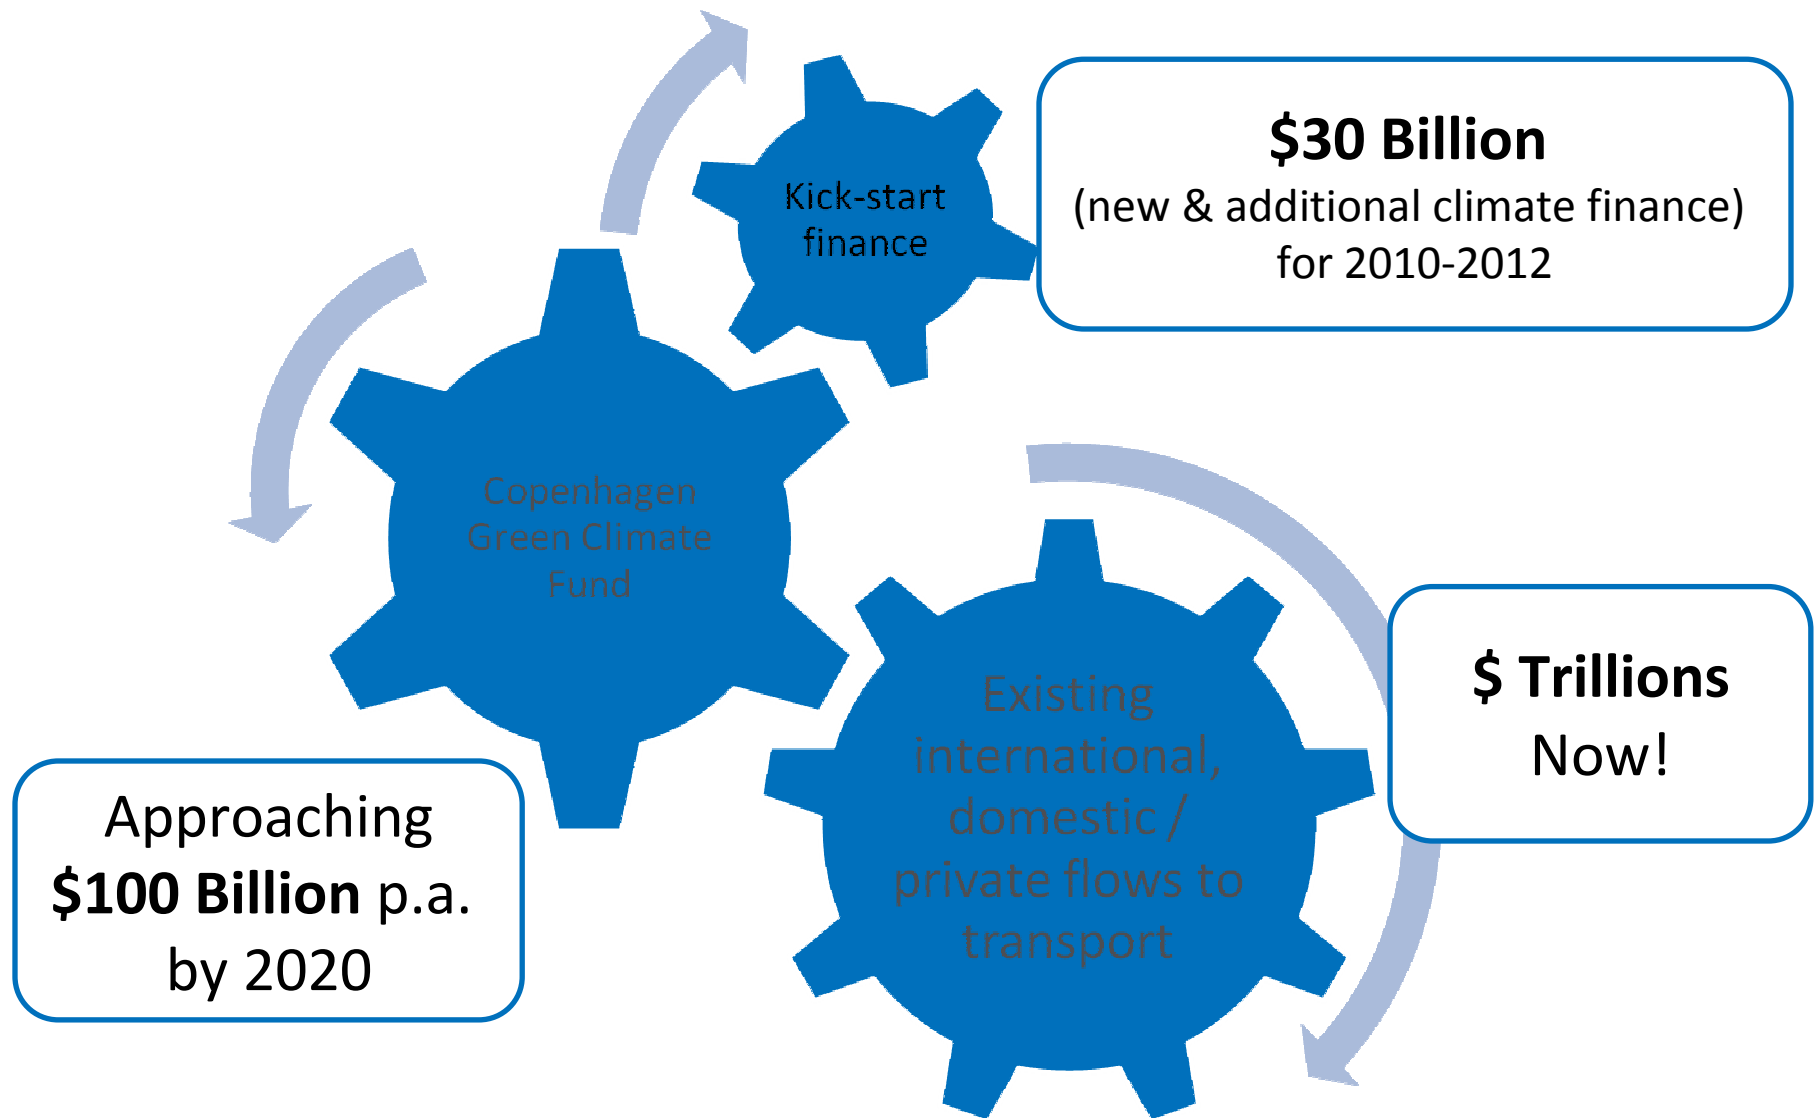 Kick-start
finance
$30 Billion
(new & additional climate finance)
for 2010-2012
Copenhagen
Green Climate
Fund
Approaching
$100 Billion p.a.
by 2020
Existing
international,
domestic /
private flows to
transport
$ Trillions
Now!